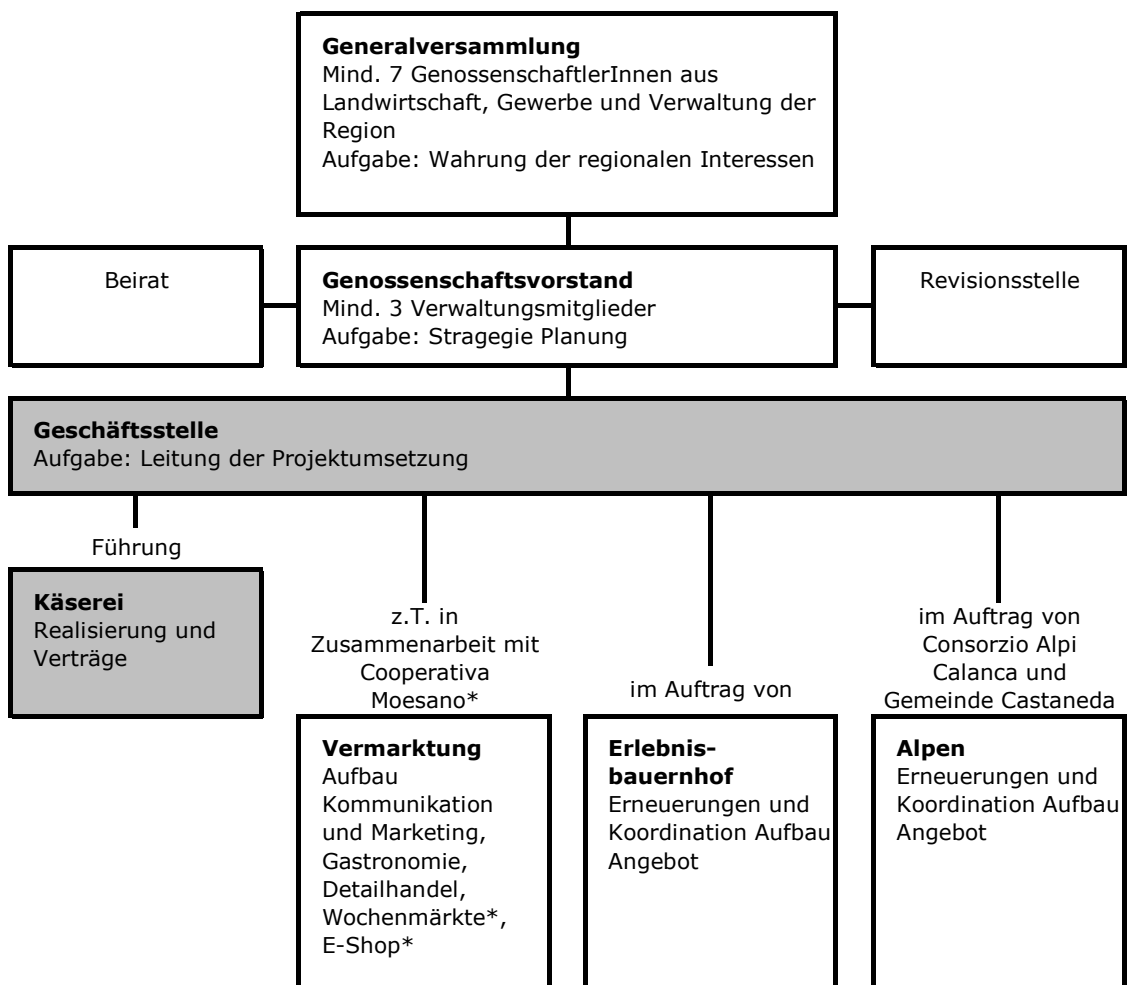 Generalversammlung
Mind. 7 GenossenschaftlerInnen aus
Landwirtschaft, Gewerbe und Verwaltung der
Region
Aufgabe: Wahrung der regionalen Interessen
Beirat
Genossenschaftsvorstand
Mind. 3 Verwaltungsmitglieder
Aufgabe: Stragegie Planung
Revisionsstelle
Geschäftsstelle
Aufgabe: Leitung der Projektumsetzung
Führung
Käserei
Realisierung und
Verträge
z.T. in
Zusammenarbeit mit
Cooperativa
Moesano*
Vermarktung
Aufbau
Kommunikation
und Marketing,
Gastronomie,
Detailhandel,
Wochenmärkte*,
E-Shop*
im Auftrag von
Erlebnis-
bauernhof
Erneuerungen und
Koordination Aufbau
Angebot
im Auftrag von
Consorzio Alpi
Calanca und
Gemeinde Castaneda
Alpen
Erneuerungen und
Koordination Aufbau
Angebot